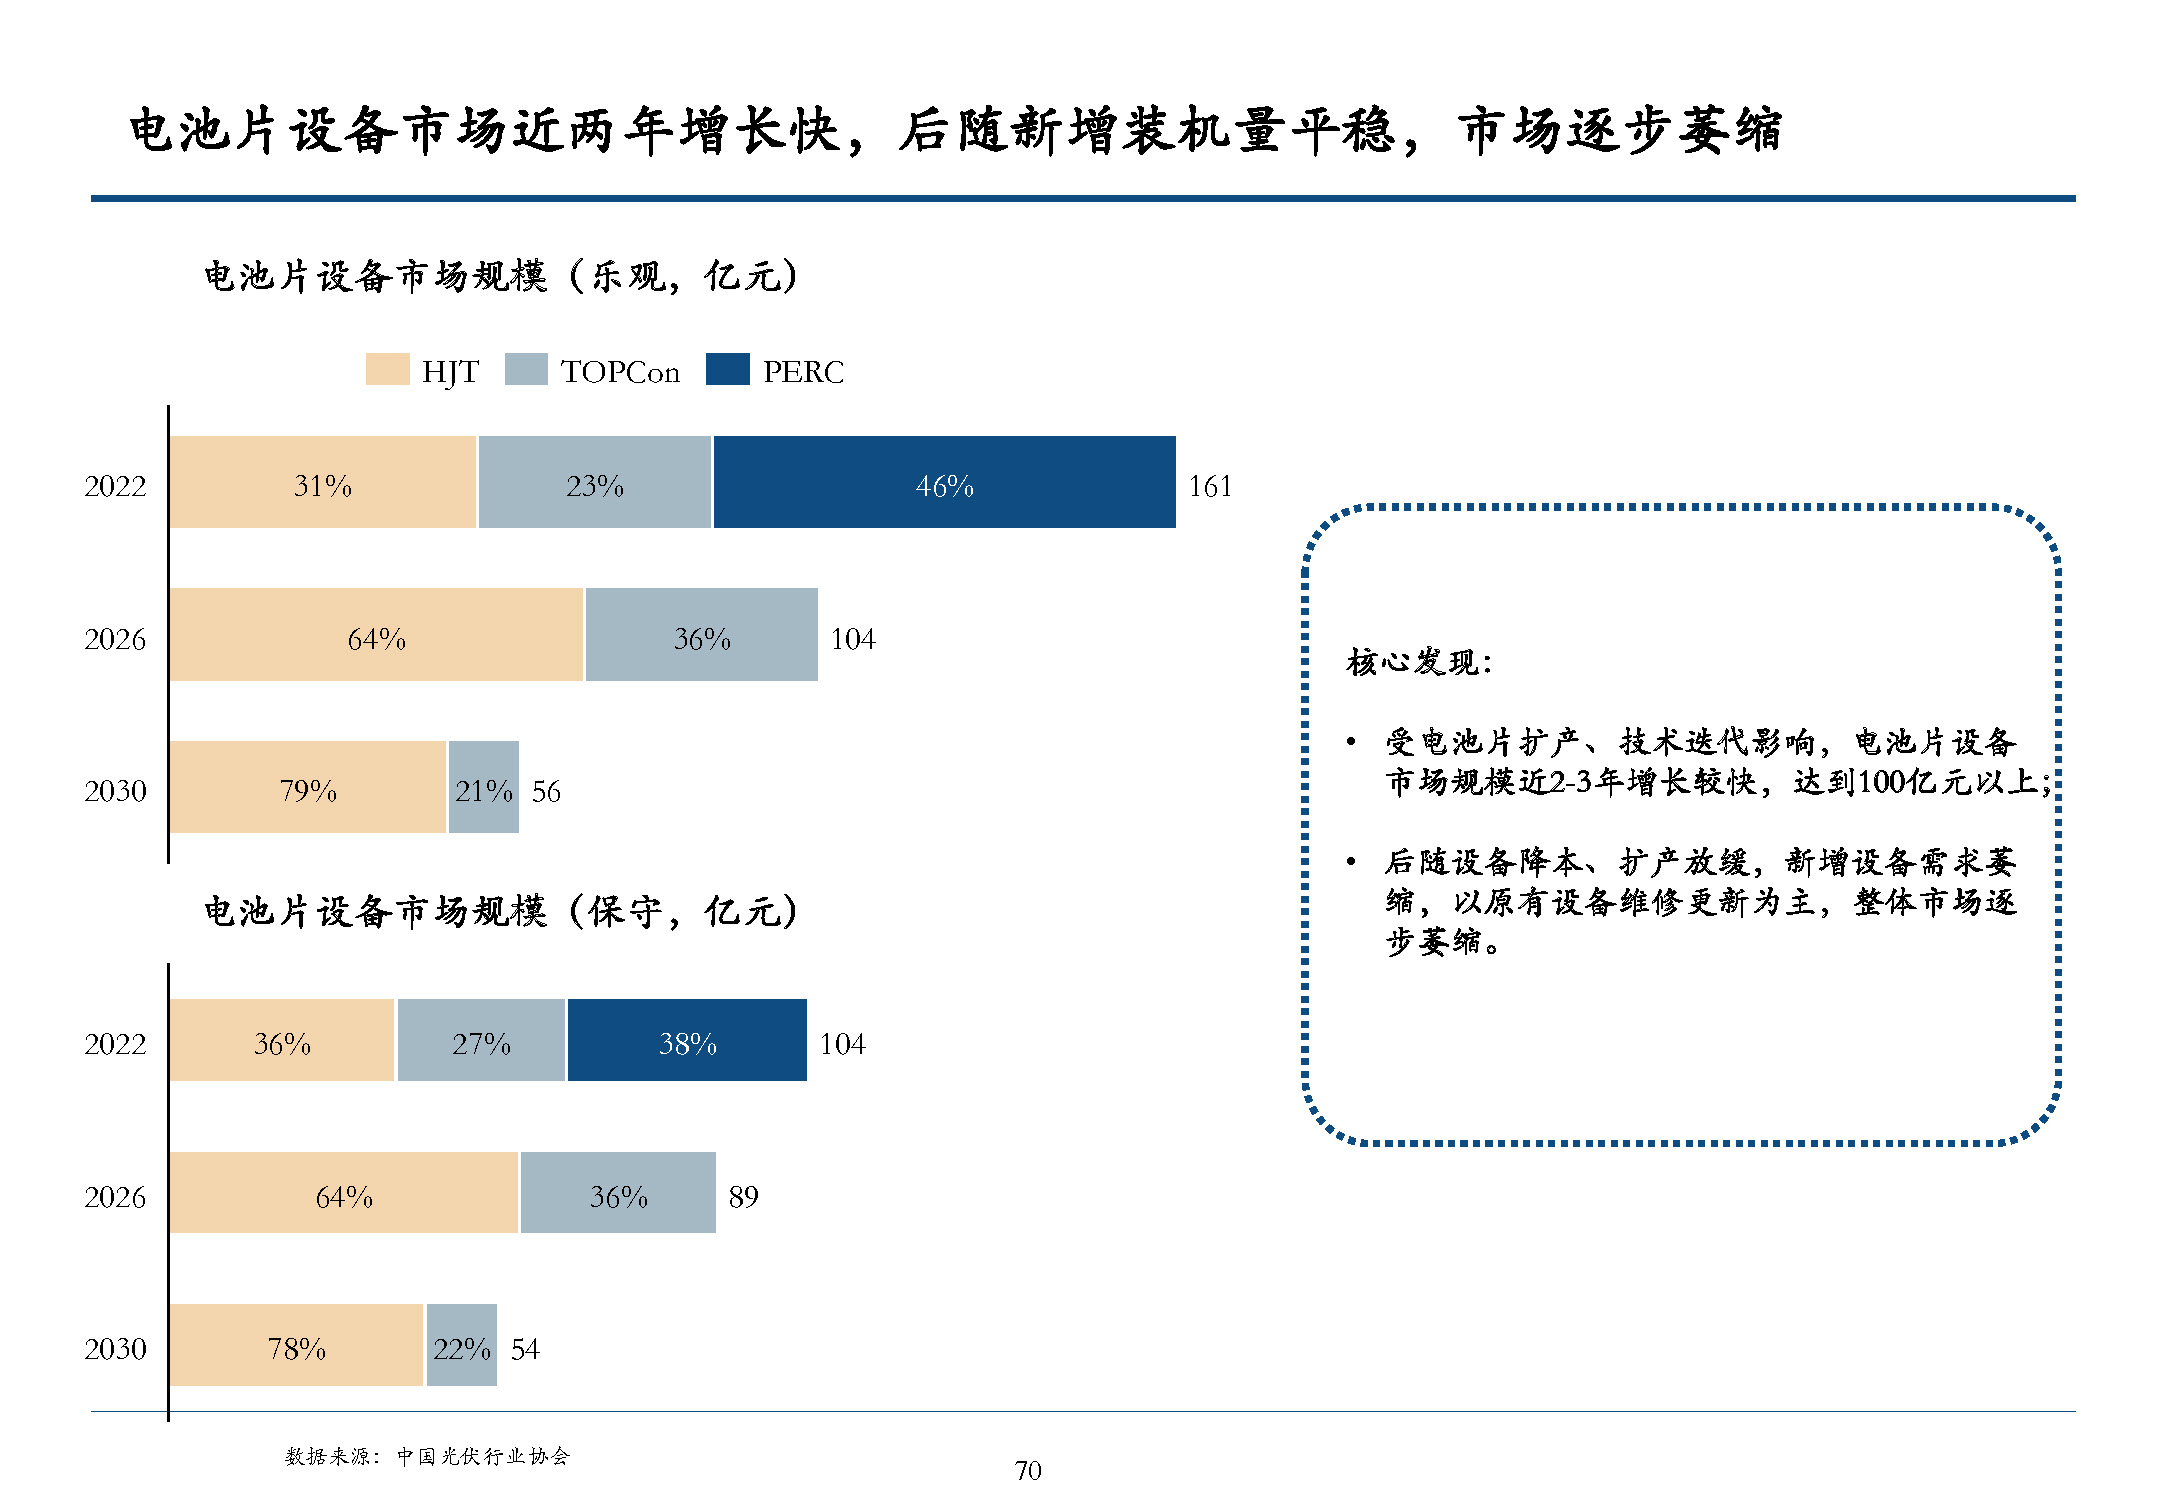 电池片设备市场近两年增长快，后随新增装机量平稳，市场逐步萎缩
电池片设备市场规模（乐观，亿元）
HJT TOPCon PERC
2022 31% 23% 46% 161
2026 64% 36% 104
2030 79% 21% 56
电池片设备市场规模（保守，亿元）
2022 36% 27% 38% 104
2026 64% 36% 89
2030 78% 22% 54
核心发现：
• 受电池片扩产、技术迭代影响，电池片设备
市场规模近2-3年增长较快，达到100亿元以上；
• 后随设备降本、扩产放缓，新增设备需求萎
缩，以原有设备维修更新为主，整体市场逐
步萎缩。
数据来源：中国光伏行业协会
70